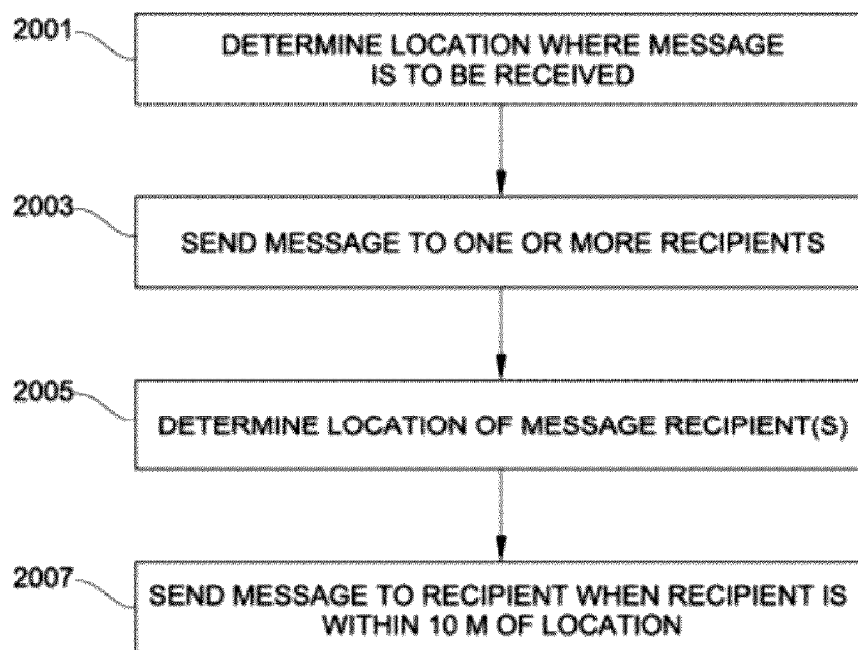 2001
DETERMINE LOCATION WHERE MESSAGE
IS TO BE RECEIVED
2003
SEND MESSAGE TO ONE OR MORE RECIPIENTS
2005
DETERMINE LOCATION OF MESSAGE RECIPIENT(S)
2007
SEND MESSAGE TO RECIPIENT WHEN RECIPIENT IS
WITHIN 10 M OF LOCATION